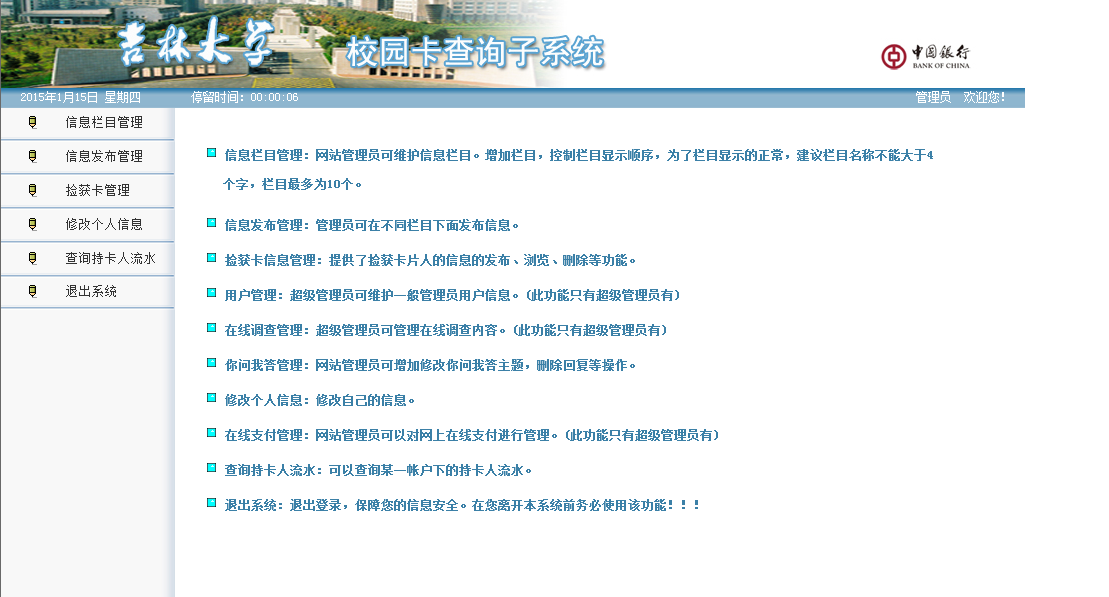 吉林大学
校园卡查询子系统
中国银行
BANK OF CHINA
2015年1月15日 星期四 停留时间：00:00:06 管理员 欢迎您!
信息栏目管理
信息发布管理
捡获卡管理
修改个人信息
查询持卡人流水
退出系统
信息栏目管理：网站管理员可维护信息栏目。增加栏目，控制栏目显示顺序，为了栏目显示的正常，建议栏目名称不能大于4
个字，栏目最多为10个。
信息发布管理：管理员可在不同栏目下面发布信息。
捡获卡信息管理：提供了捡获卡片人的信息的发布、浏览、删除等功能。
用户管理：超级管理员可维护一般管理员用户信息。(此功能只有超级管理员有)
在线调查管理：超级管理员可管理在线调查内容。(此功能只有超级管理员有)
你问我答管理：网站管理员可增加修改你问我答主题，删除回复等操作。
修改个人信息：修改自己的信息。
在线支付管理：网站管理员可以对网上在线支付进行管理。(此功能只有超级管理员有)
查询持卡人流水：可以查询某一帐户下的持卡人流水。
退出系统：退出登录，保障您的信息安全。在您离开本系统前务必使用该功能！！！